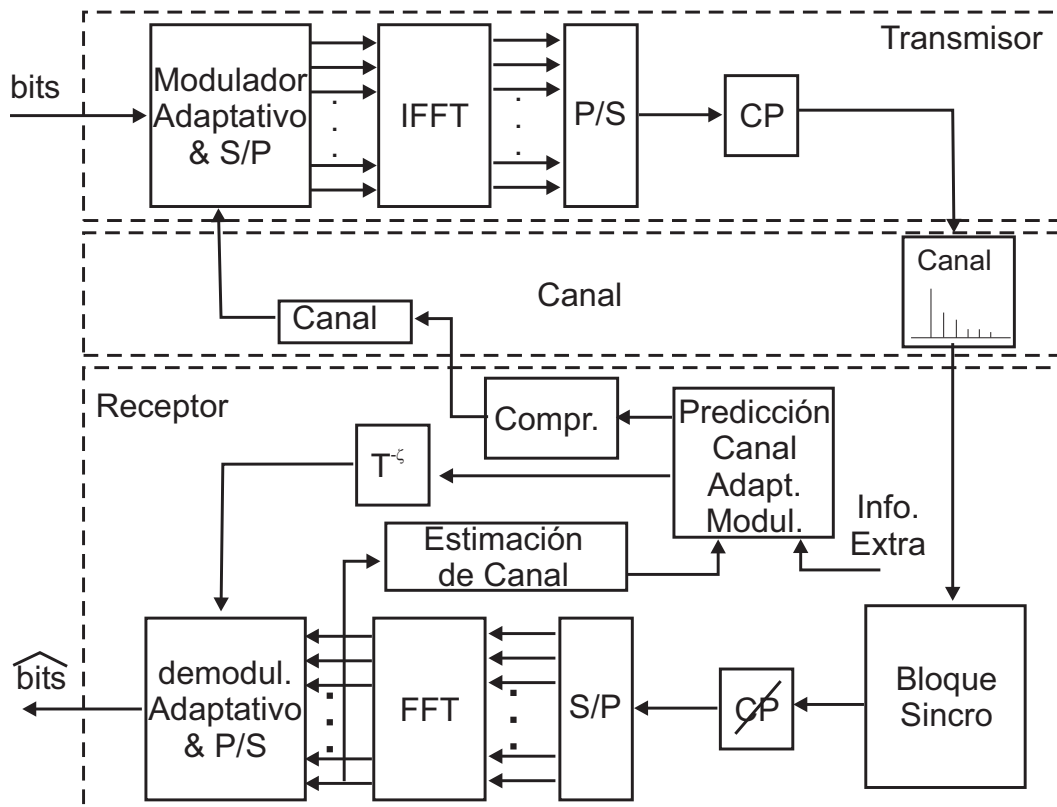 Transmisor
bits
Modulador
Adaptativo
& S/P
IFFT
P/S
CP
Canal
Canal
Canal
Receptor
Compr.
Predicción
Canal
Adapt.
Modul.
T^-ζ
Info.
Extra
Estimación
de Canal
bits
demodul.
Adaptativo
& P/S
FFT
S/P
CP
Bloque
Sincro